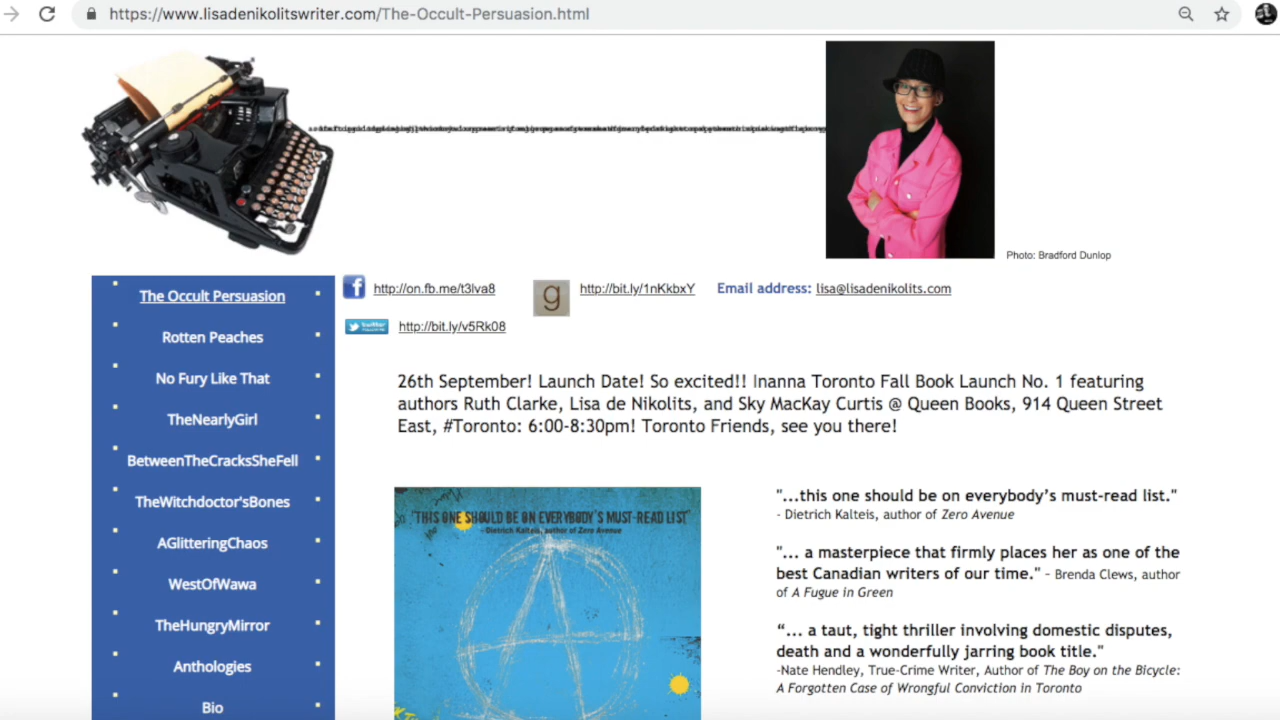 https://www.lisadenikolitswriter.com/The-Occult-Persuasion.html
Photo: Bradford Dunlop
The Occult Persuasion
Rotten Peaches
No Fury Like That
TheNearlyGirl
BetweenTheCracksSheFell
TheWitchdoctor'sBones
AGlitteringChaos
WestOfWawa
TheHungryMirror
Anthologies
Bio
f http://on.fb.me/t3lva8
g http://bit.ly/1nKkbxY
Email address: lisa@lisadenikolits.com
http://bit.ly/v5Rk08
26th September! Launch Date! So excited!! Inanna Toronto Fall Book Launch No. 1 featuring
authors Ruth Clarke, Lisa de Nikolits, and Sky MacKay Curtis @ Queen Books, 914 Queen Street
East, #Toronto: 6:00-8:30pm! Toronto Friends, see you there!
"THIS ONE SHOULD BE ON EVERYBODY'S MUST-READ LIST"
-Dietrich Kalteis, author of Zero Avenue
"...this one should be on everybody’s must-read list."
- Dietrich Kalteis, author of Zero Avenue
"... a masterpiece that firmly places her as one of the
best Canadian writers of our time." – Brenda Clews, author
of A Fugue in Green
“... a taut, tight thriller involving domestic disputes,
death and a wonderfully jarring book title."
-Nate Hendley, True-Crime Writer, Author of The Boy on the Bicycle:
A Forgotten Case of Wrongful Conviction in Toronto